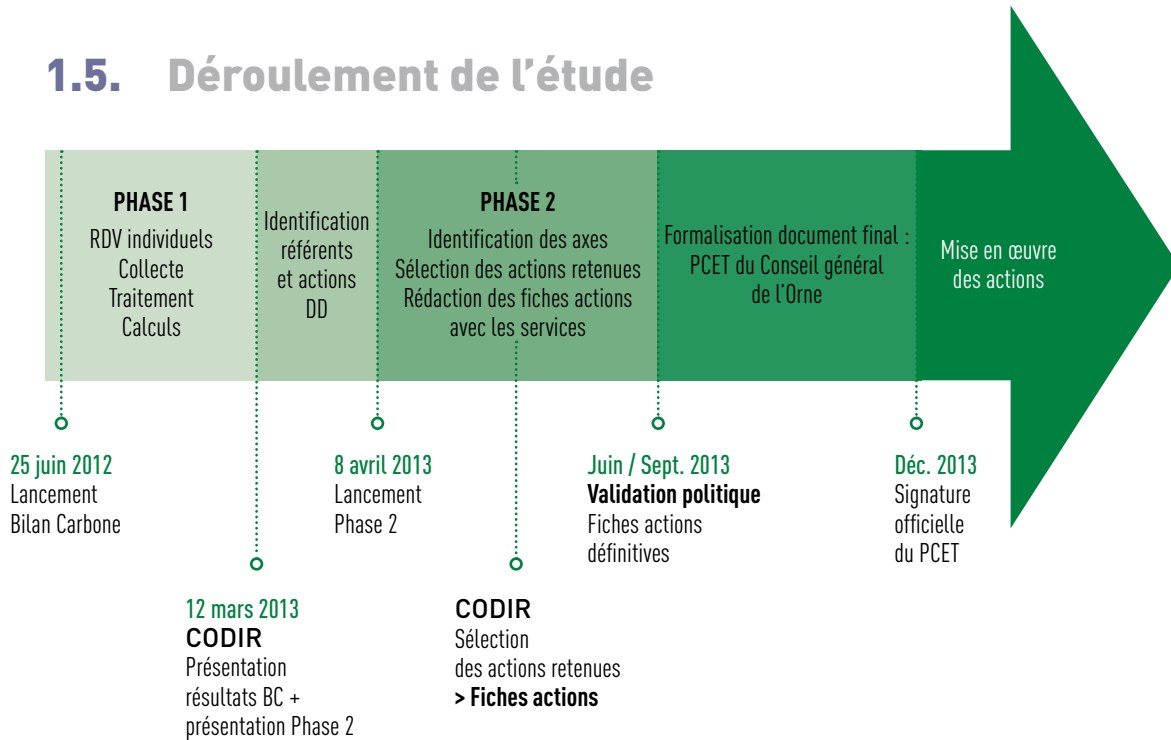 1.5. Déroulement de l'étude
PHASE 1
RDV individuels
Collecte
Traitement
Calculs
Identification
référents
et actions
DD
PHASE 2
Identification des axes
Sélection des actions retenues
Rédaction des fiches actions
avec les services
Formalisation document final :
PCET du Conseil général
de l'Orne
Mise en œuvre
des actions
25 juin 2012
Lancement
Bilan Carbone
12 mars 2013
CODIR
Présentation
résultats BC +
présentation Phase 2
8 avril 2013
Lancement
Phase 2
CODIR
Sélection
des actions retenues
> Fiches actions
Juin / Sept. 2013
Validation politique
Fiches actions
définitives
Déc. 2013
Signature
officielle
du PCET